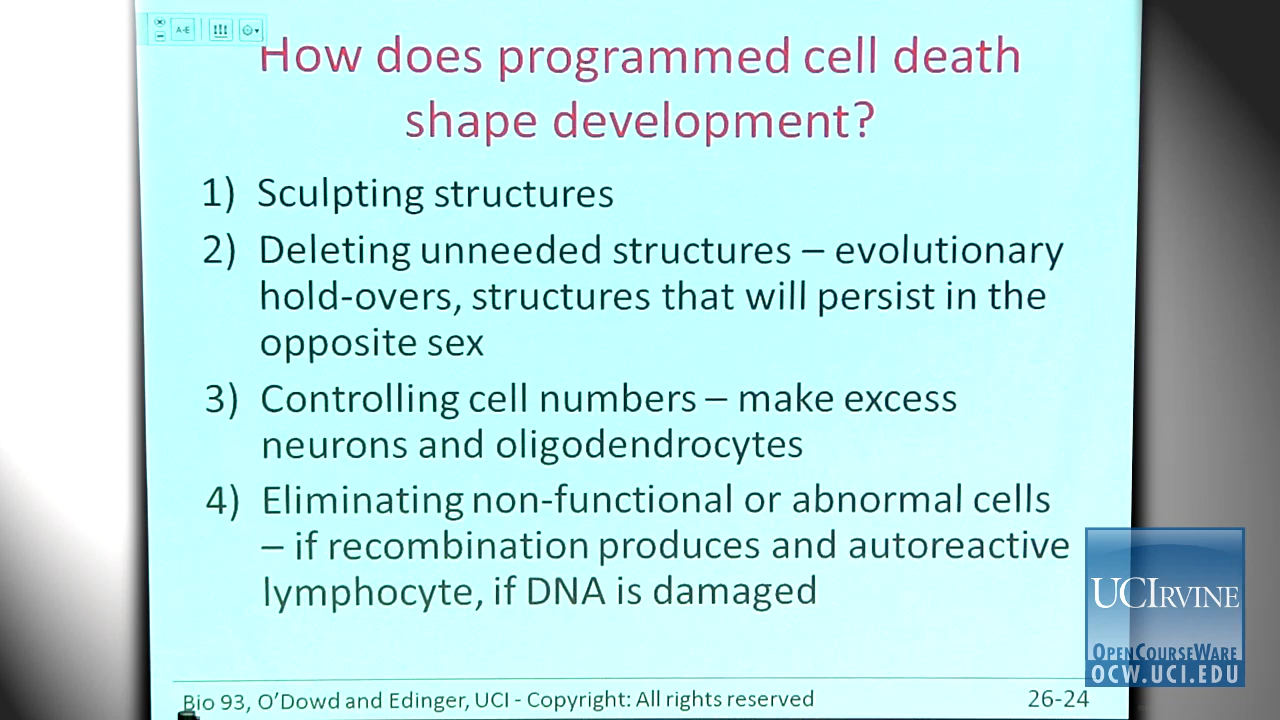 A-E
How does programmed cell death
shape development?
1) Sculpting structures
2) Deleting unneeded structures – evolutionary
hold-overs, structures that will persist in the
opposite sex
3) Controlling cell numbers – make excess
neurons and oligodendrocytes
4) Eliminating non-functional or abnormal cells
– if recombination produces and autoreactive
lymphocyte, if DNA is damaged
UCIRVINE
OPENCOURSEWARE
OCW.UCI.EDU
Bio 93, O'Dowd and Edinger, UCI - Copyright: All rights reserved
26-24